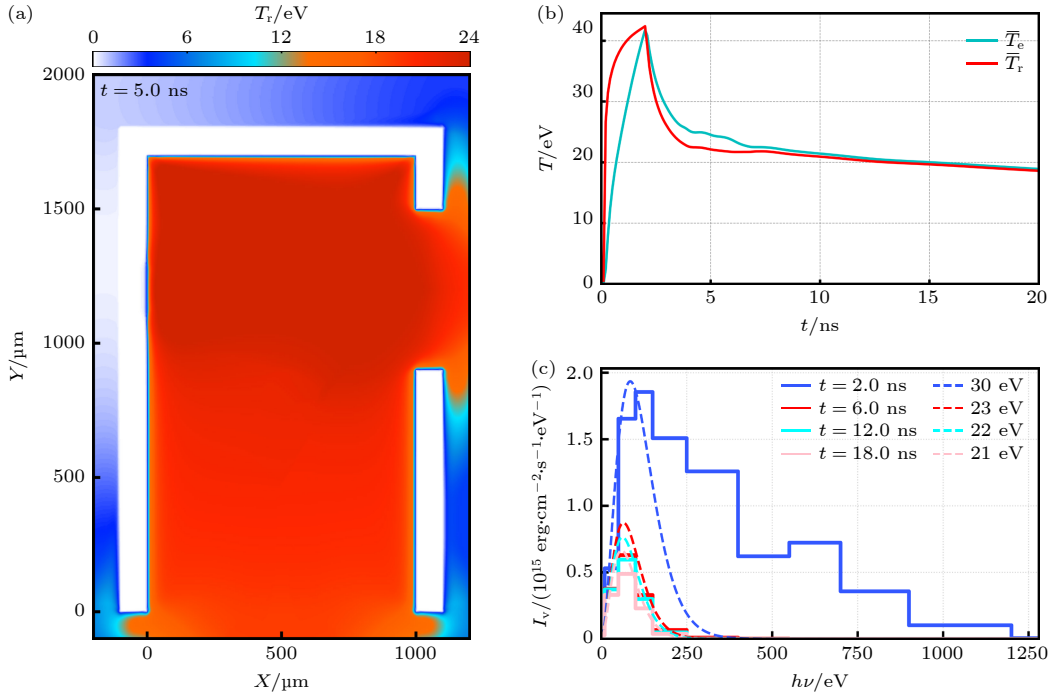 (a)
T_r/eV
0 6 12 18 24
t = 5.0 ns
2000
1500
1000
500
0
Y/μm
0 500 1000
X/μm
(b)
T̅_e
T̅_r
60
40
30
20
10
0
T/eV
0 5 10 15 20
t/ns
(c)
t = 2.0 ns 30 eV
t = 6.0 ns 23 eV
t = 12.0 ns 22 eV
t = 18.0 ns 21 eV
2.0
1.5
1.0
0.5
0
I_ν/(10¹⁵ erg·cm⁻²·s⁻¹·eV⁻¹)
0 250 500 750 1000 1250
hν/eV